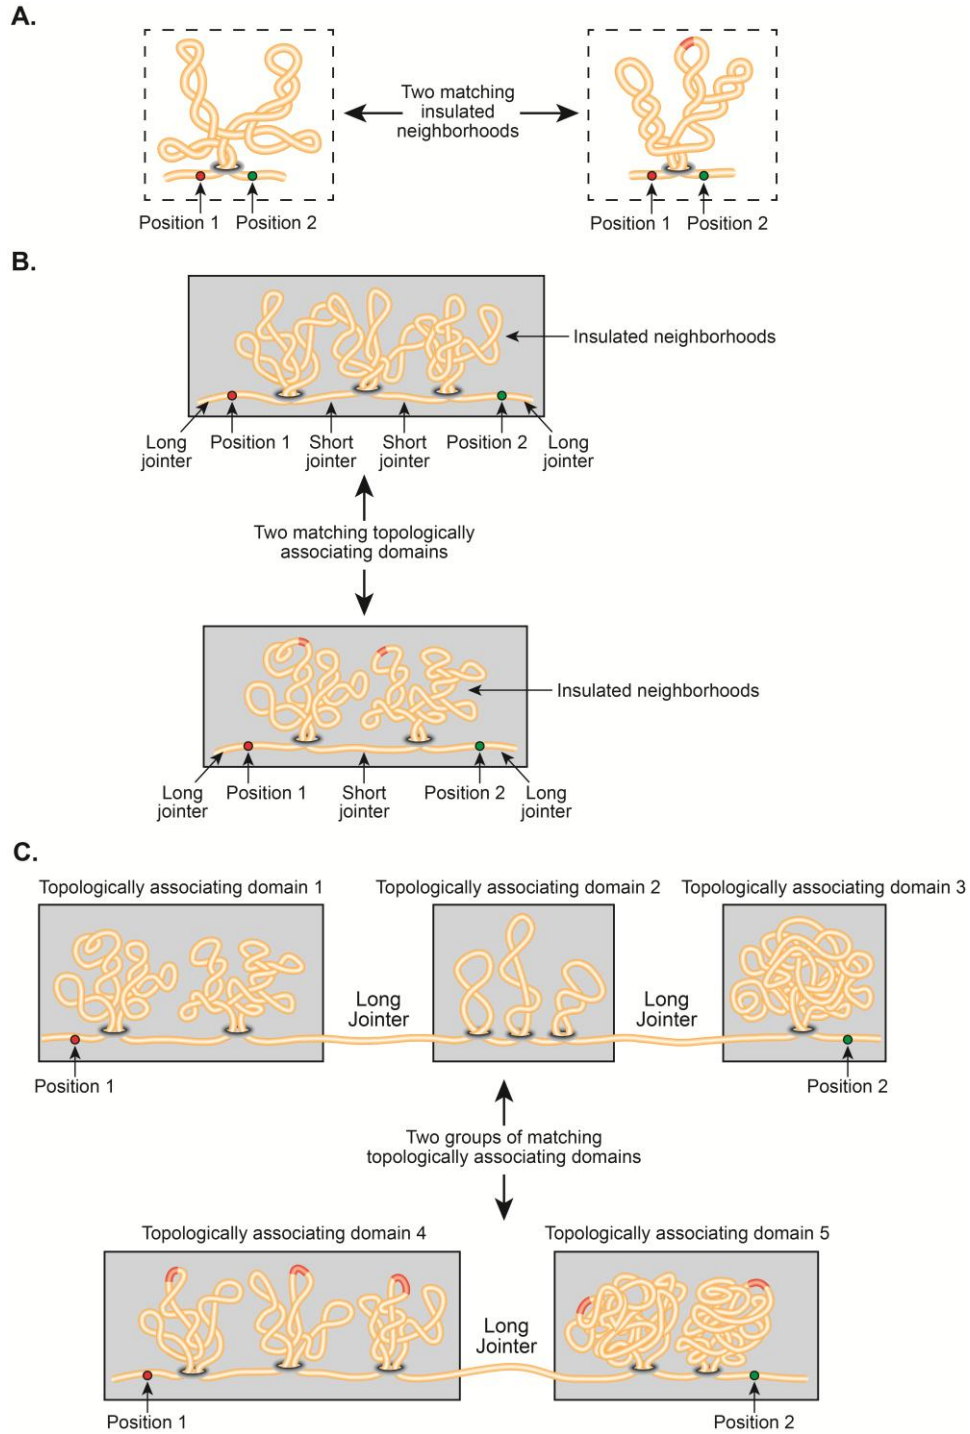 A.
Two matching
insulated
neighborhoods
Position 1 Position 2
Position 1 Position 2
B.
Insulated neighborhoods
Long
jointer
Position 1
Short
jointer
Short
jointer
Position 2
Long
jointer
Two matching topologically
associating domains
Insulated neighborhoods
Long
jointer
Position 1
Short
jointer
Position 2
Long
jointer
C.
Topologically associating domain 1
Topologically associating domain 2
Topologically associating domain 3
Long
Jointer
Long
Jointer
Position 1
Position 2
Two groups of matching
topologically associating domains
Topologically associating domain 4
Topologically associating domain 5
Long
Jointer
Position 1
Position 2